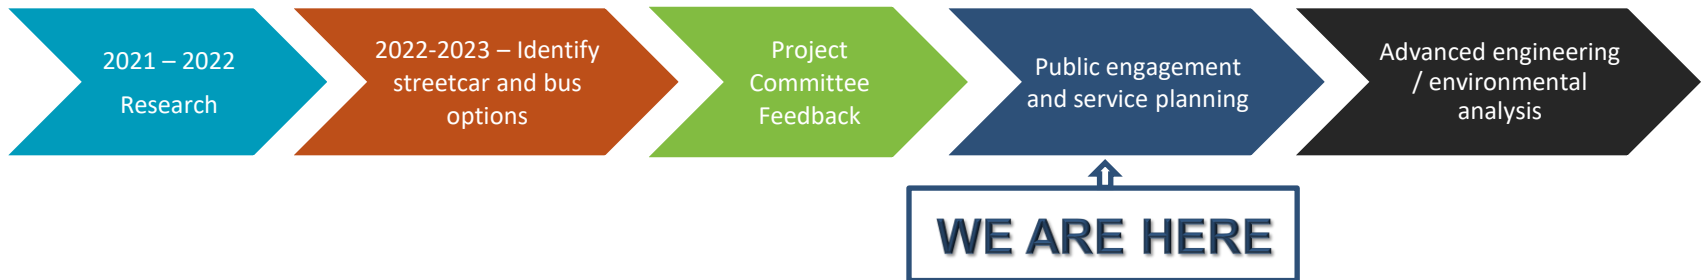 2021 – 2022
Research
2022-2023 – Identify
streetcar and bus
options
Project
Committee
Feedback
Public engagement
and service planning
Advanced engineering
/ environmental
analysis
WE ARE HERE